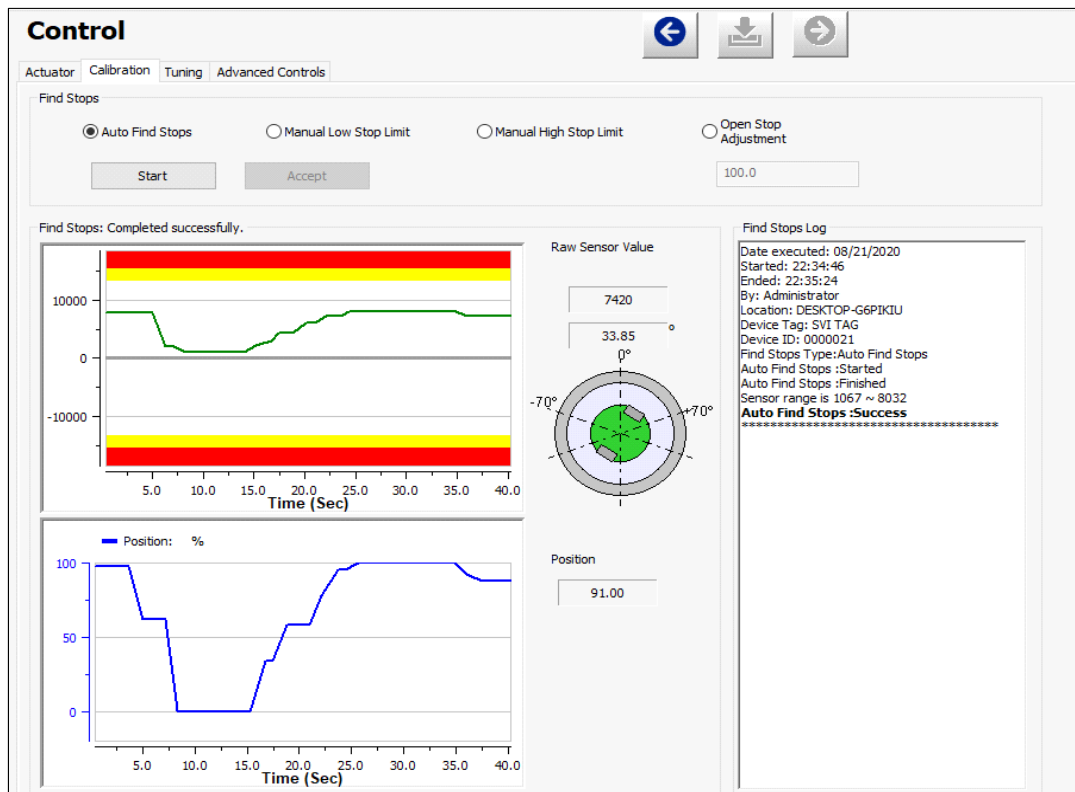 Control
Actuator Calibration Tuning Advanced Controls
Find Stops
Auto Find Stops Manual Low Stop Limit Manual High Stop Limit Open Stop
Adjustment
Start Accept 100.0
Find Stops: Completed successfully.
10000
0
-10000
5.0 10.0 15.0 20.0 25.0 30.0 35.0 40.0
Time (Sec)
Raw Sensor Value
7420
33.85 °
0°
-70° +70°
Position: %
100
50
0
5.0 10.0 15.0 20.0 25.0 30.0 35.0 40.0
Time (Sec)
Position
91.00
Find Stops Log
Date executed: 08/21/2020
Started: 22:34:46
Ended: 22:35:24
By: Administrator
Location: DESKTOP-G6PIKIU
Device Tag: SVI TAG
Device ID: 0000021
Find Stops Type:Auto Find Stops
Auto Find Stops :Started
Auto Find Stops :Finished
Sensor range is 1067 ~ 8032
Auto Find Stops :Success
************************************